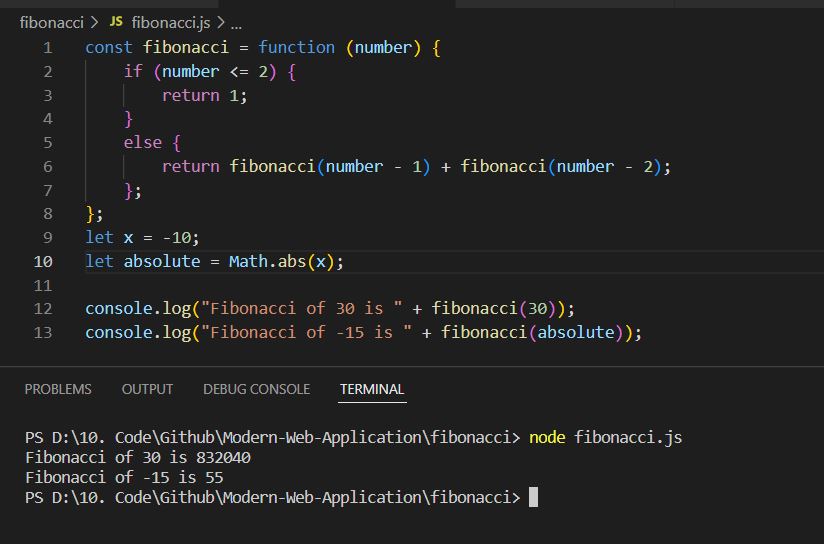 fibonacci > JS fibonacci.js > ...
1 const fibonacci = function (number) {
2     if (number <= 2) {
3         return 1;
4     }
5     else {
6         return fibonacci(number - 1) + fibonacci(number - 2);
7     };
8 };
9 let x = -10;
10 let absolute = Math.abs(x);
11
12 console.log("Fibonacci of 30 is " + fibonacci(30));
13 console.log("Fibonacci of -15 is " + fibonacci(absolute));
PROBLEMS OUTPUT DEBUG CONSOLE TERMINAL
PS D:\10. Code\Github\Modern-Web-Application\fibonacci> node fibonacci.js
Fibonacci of 30 is 832040
Fibonacci of -15 is 55
PS D:\10. Code\Github\Modern-Web-Application\fibonacci>